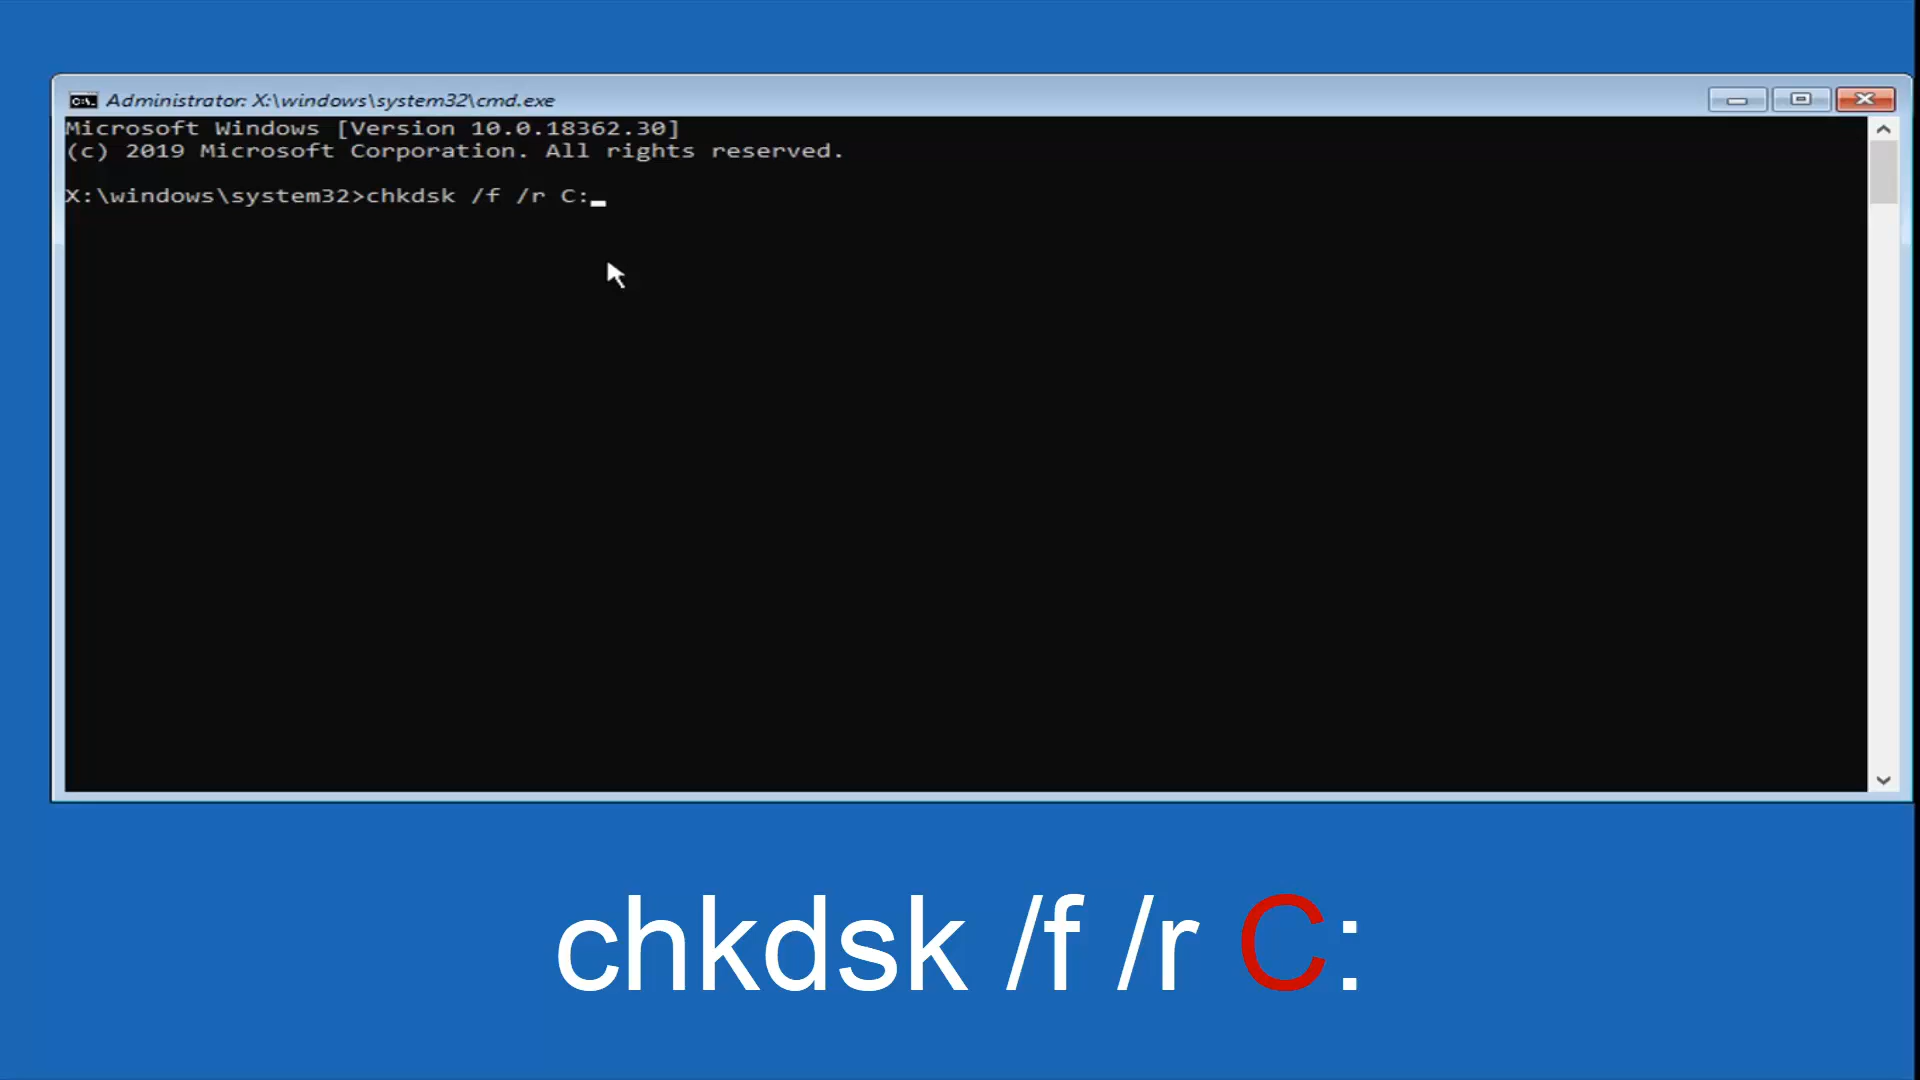 Administrator: X:\windows\system32\cmd.exe
Microsoft Windows [Version 10.0.18362.30]
(c) 2019 Microsoft Corporation. All rights reserved.
X:\windows\system32>chkdsk /f /r C:
chkdsk /f /r C: